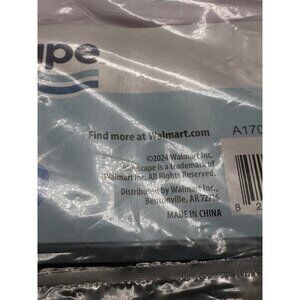 ape
Find more at Walmart.com
A170
©2024 Walmart Inc.
is a trademark of
Walmart Inc. All Rights Reserved.
Distributed by Walmart Inc.,
Bentonville, AR 72716
MADE IN CHINA
8 2